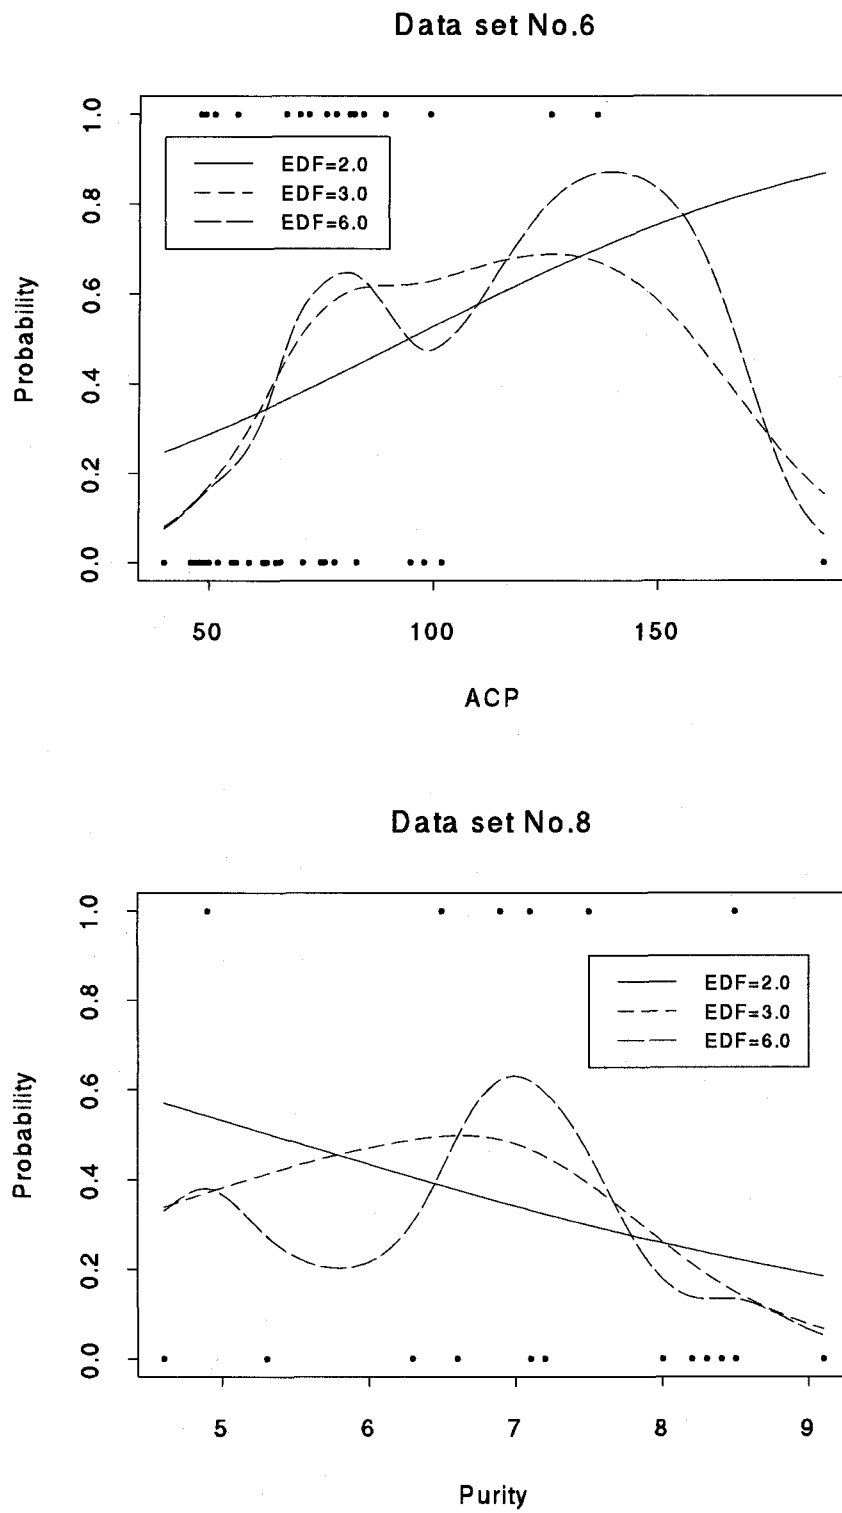 Data set No.6
1.0
0.8
0.6
0.4
0.2
0.0
Probability
EDF=2.0
EDF=3.0
EDF=6.0
50 100 150
ACP
Data set No.8
1.0
0.8
0.6
0.4
0.2
0.0
Probability
EDF=2.0
EDF=3.0
EDF=6.0
5 6 7 8 9
Purity